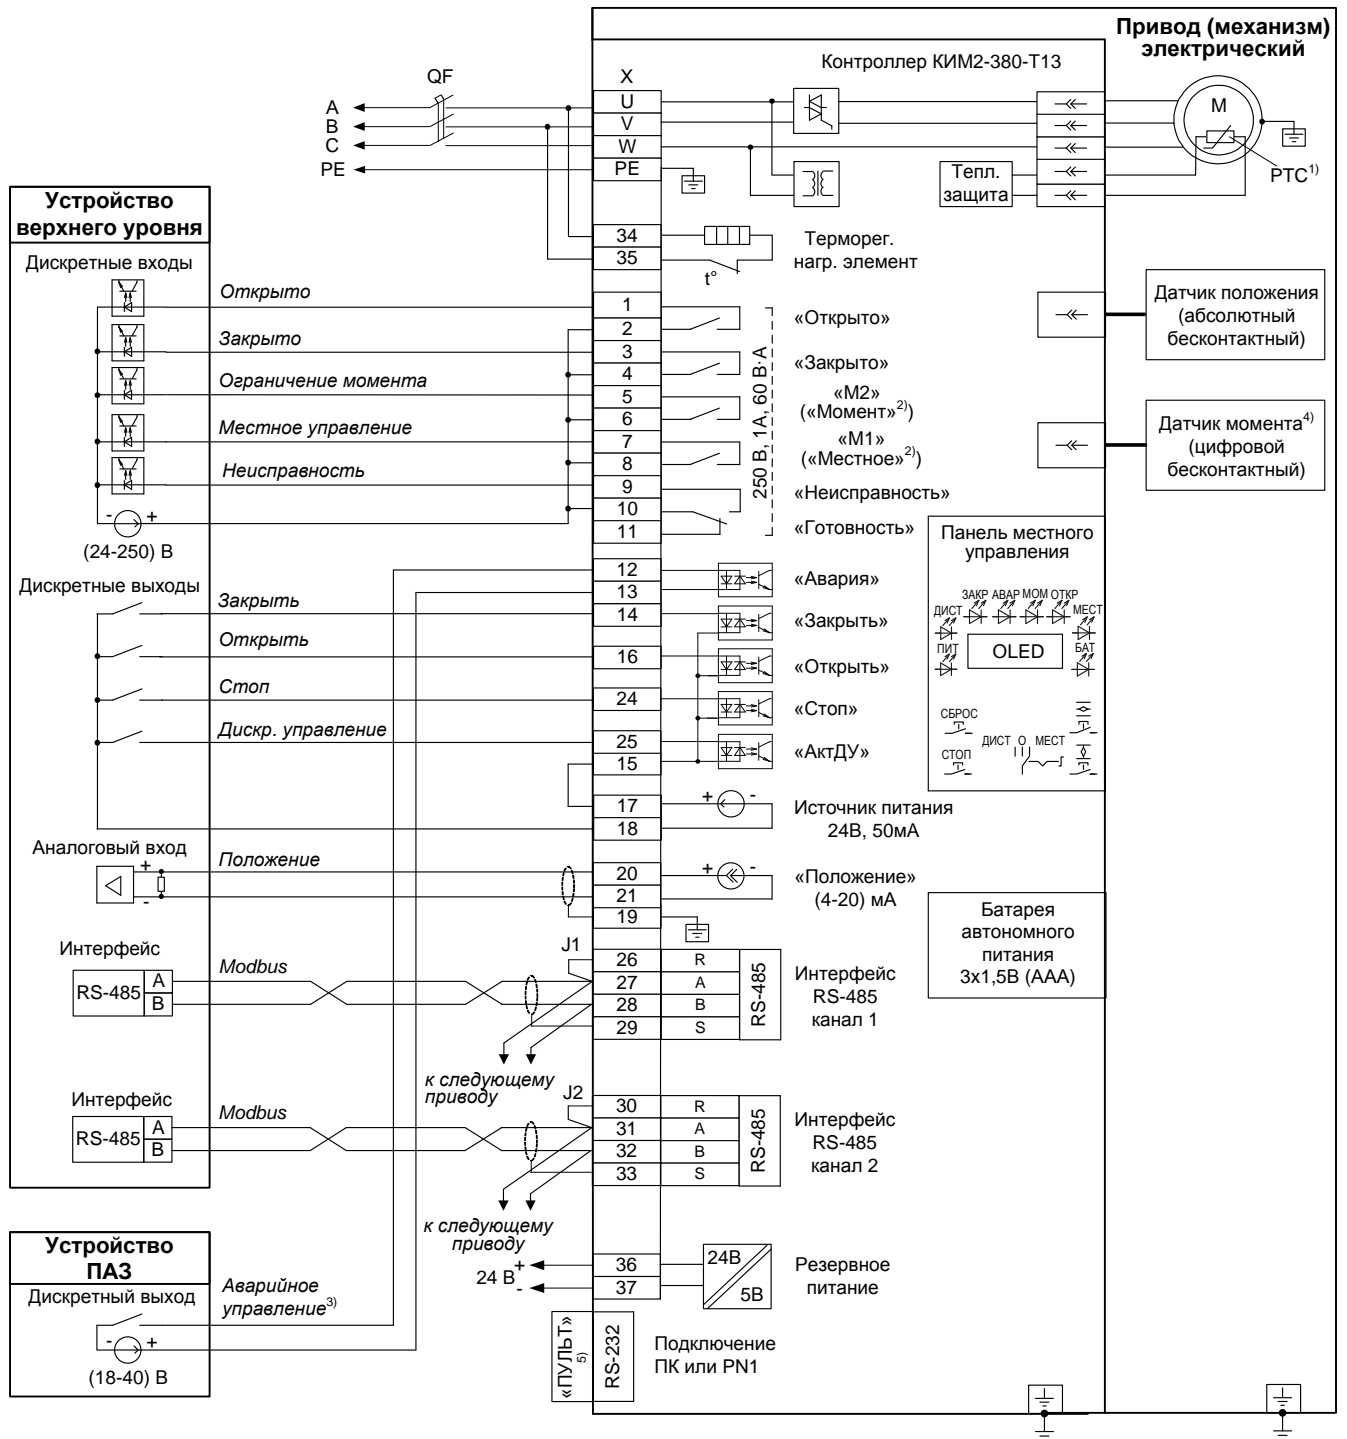 Привод (механизм)
электрический
Контроллер КИМ2-380-Т13
QF
X
A
B
C
PE
U
V
W
PE
M
PTC1)
Тепл.
защита
34
35
t°
Терморег.
нагр. элемент
Устройство
верхнего уровня
Дискретные входы
Открыто
Закрыто
Ограничение момента
Местное управление
Неисправность
- +
(24-250) В
1
2
3
4
5
6
7
8
9
10
11
250 В, 1А, 60 В·А
«Открыто»
«Закрыто»
«М2»
(«Момент»2))
«М1»
(«Местное»2))
«Неисправность»
«Готовность»
Датчик положения
(абсолютный
бесконтактный)
Датчик момента4)
(цифровой
бесконтактный)
Панель местного
управления
ЗАКР АВАР МОМ ОТКР
ДИСТ
МЕСТ
ПИТ
OLED
БАТ
СБРОС
СТОП
ДИСТ О МЕСТ
Дискретные выходы
Закрыть
Открыть
Стоп
Дискр. управление
12
13
14
16
24
25
15
17
18
«Авария»
«Закрыть»
«Открыть»
«Стоп»
«АктДУ»
+ -
Источник питания
24В, 50мА
Аналоговый вход
+
-
Положение
20
21
19
+ -
«Положение»
(4-20) мА
Батарея
автономного
питания
3х1,5В (ААА)
Интерфейс
RS-485
A
B
Modbus
J1
26
27
28
29
R
A
B
S
RS-485
Интерфейс
RS-485
канал 1
к следующему
приводу
Интерфейс
RS-485
A
B
Modbus
J2
30
31
32
33
R
A
B
S
RS-485
Интерфейс
RS-485
канал 2
к следующему
приводу
24 В
+
-
36
37
24В
5В
Резервное
питание
Устройство
ПАЗ
Дискретный выход
- +
(18-40) В
Аварийное
управление3)
«ПУЛЬТ»
5)
RS-232
Подключение
ПК или PN1